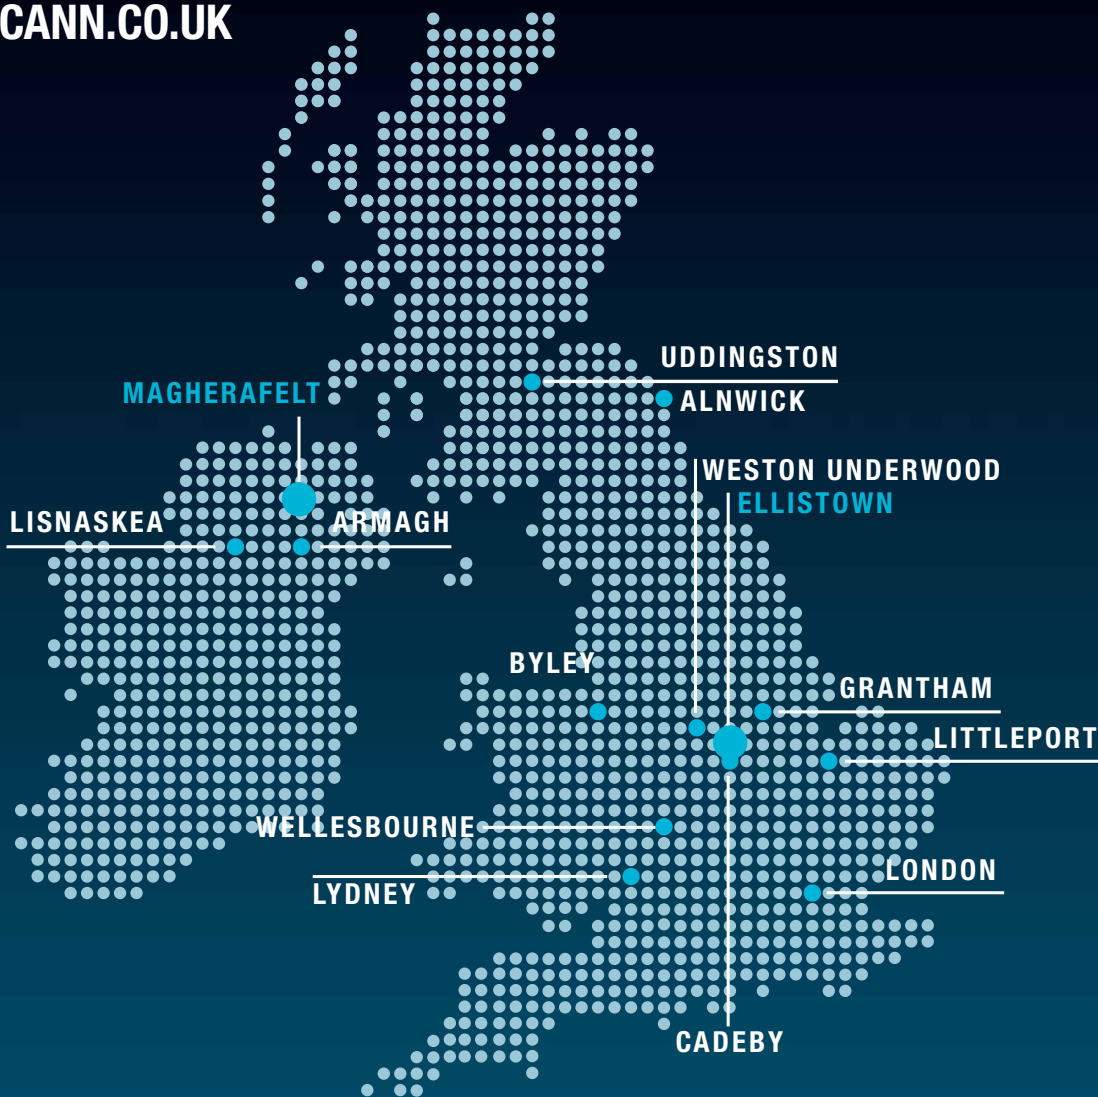 CANN.CO.UK
UDDINGSTON
MAGHERAFELT
ALNWICK
WESTON UNDERWOOD
ELLISTOWN
LISNASKEA
ARMAGH
BYLEY
GRANTHAM
LITTLEPORT
WELLESBOURNE
LONDON
LYDNEY
CADEBY